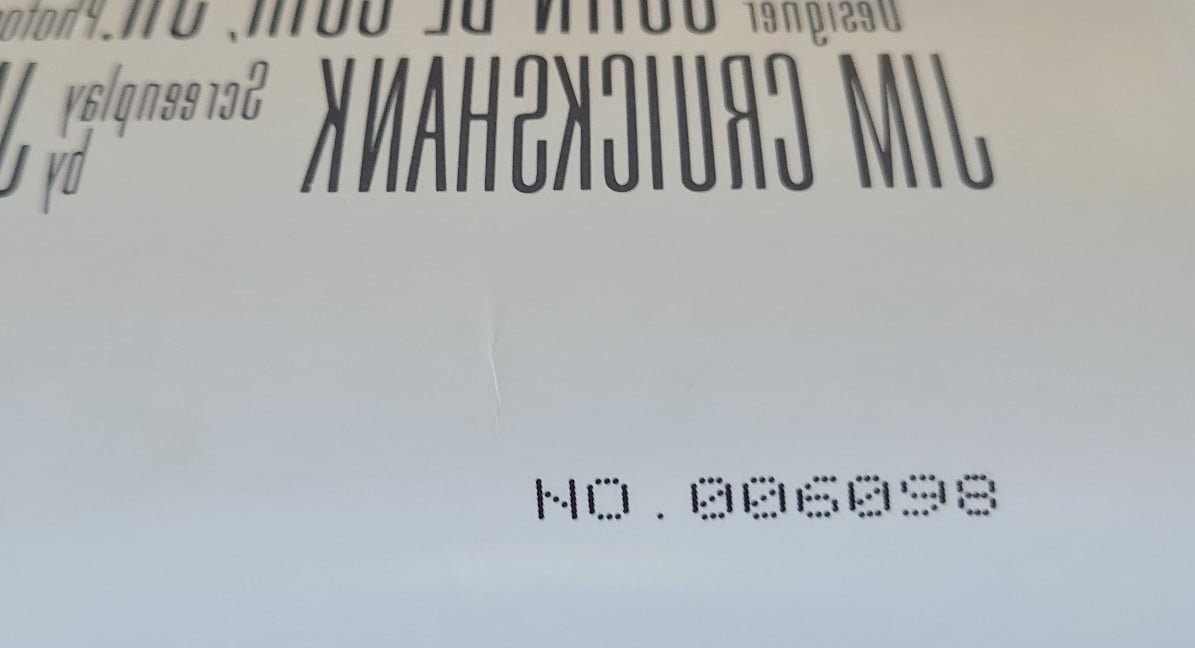 Designer JOHN DE CUIR, JR.
JIM CRUICKSHANK Screenplay by
NO.006098